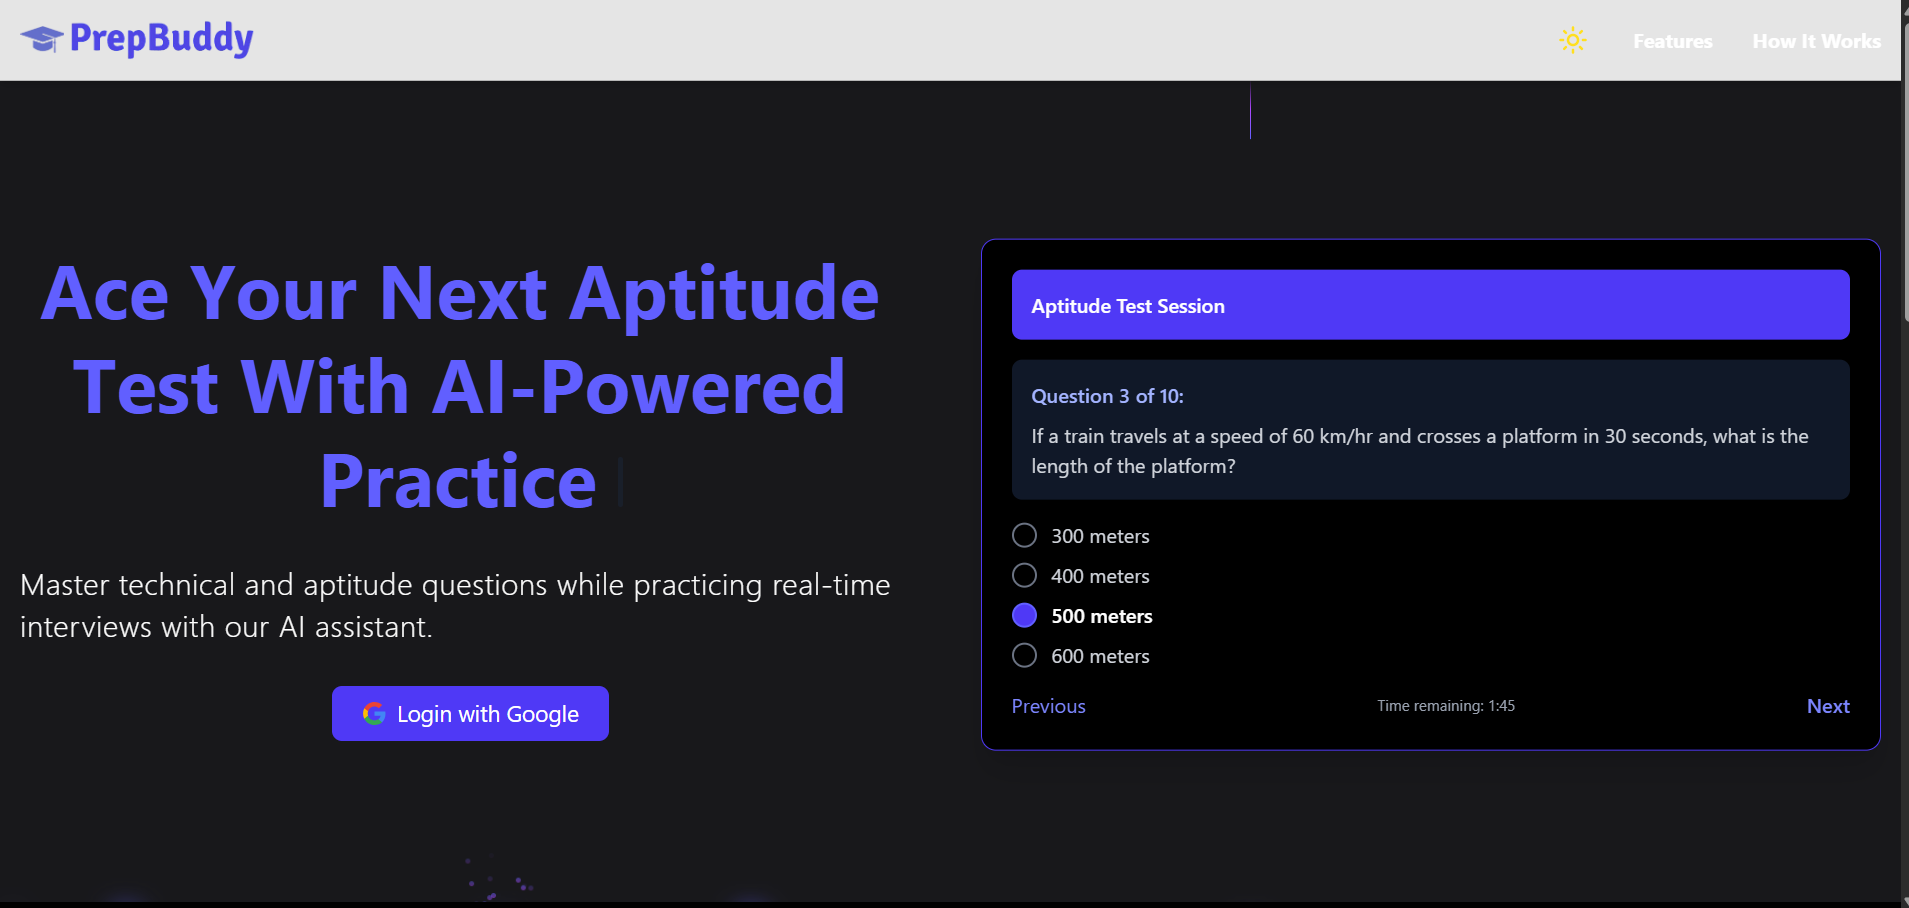 PrepBuddy
Features
How It Works
Ace Your Next Aptitude
Test With AI-Powered
Practice
Master technical and aptitude questions while practicing real-time
interviews with our AI assistant.
Login with Google
Aptitude Test Session
Question 3 of 10:
If a train travels at a speed of 60 km/hr and crosses a platform in 30 seconds, what is the
length of the platform?
300 meters
400 meters
500 meters
600 meters
Previous
Time remaining: 1:45
Next